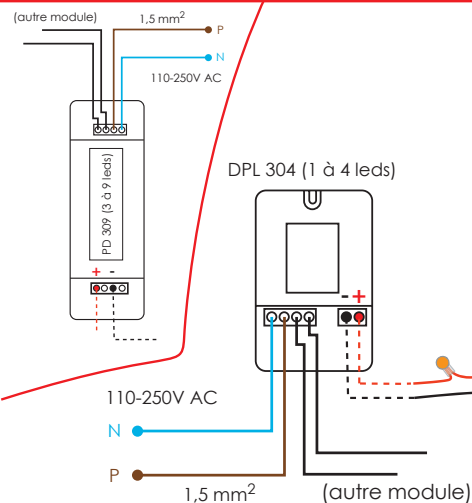 (autre module)
1,5 mm²
P
N
110-250V AC
PD 309 (3 à 9 leds)
+ -
DPL 304 (1 à 4 leds)
- +
110-250V AC
N
P
1,5 mm²
(autre module)